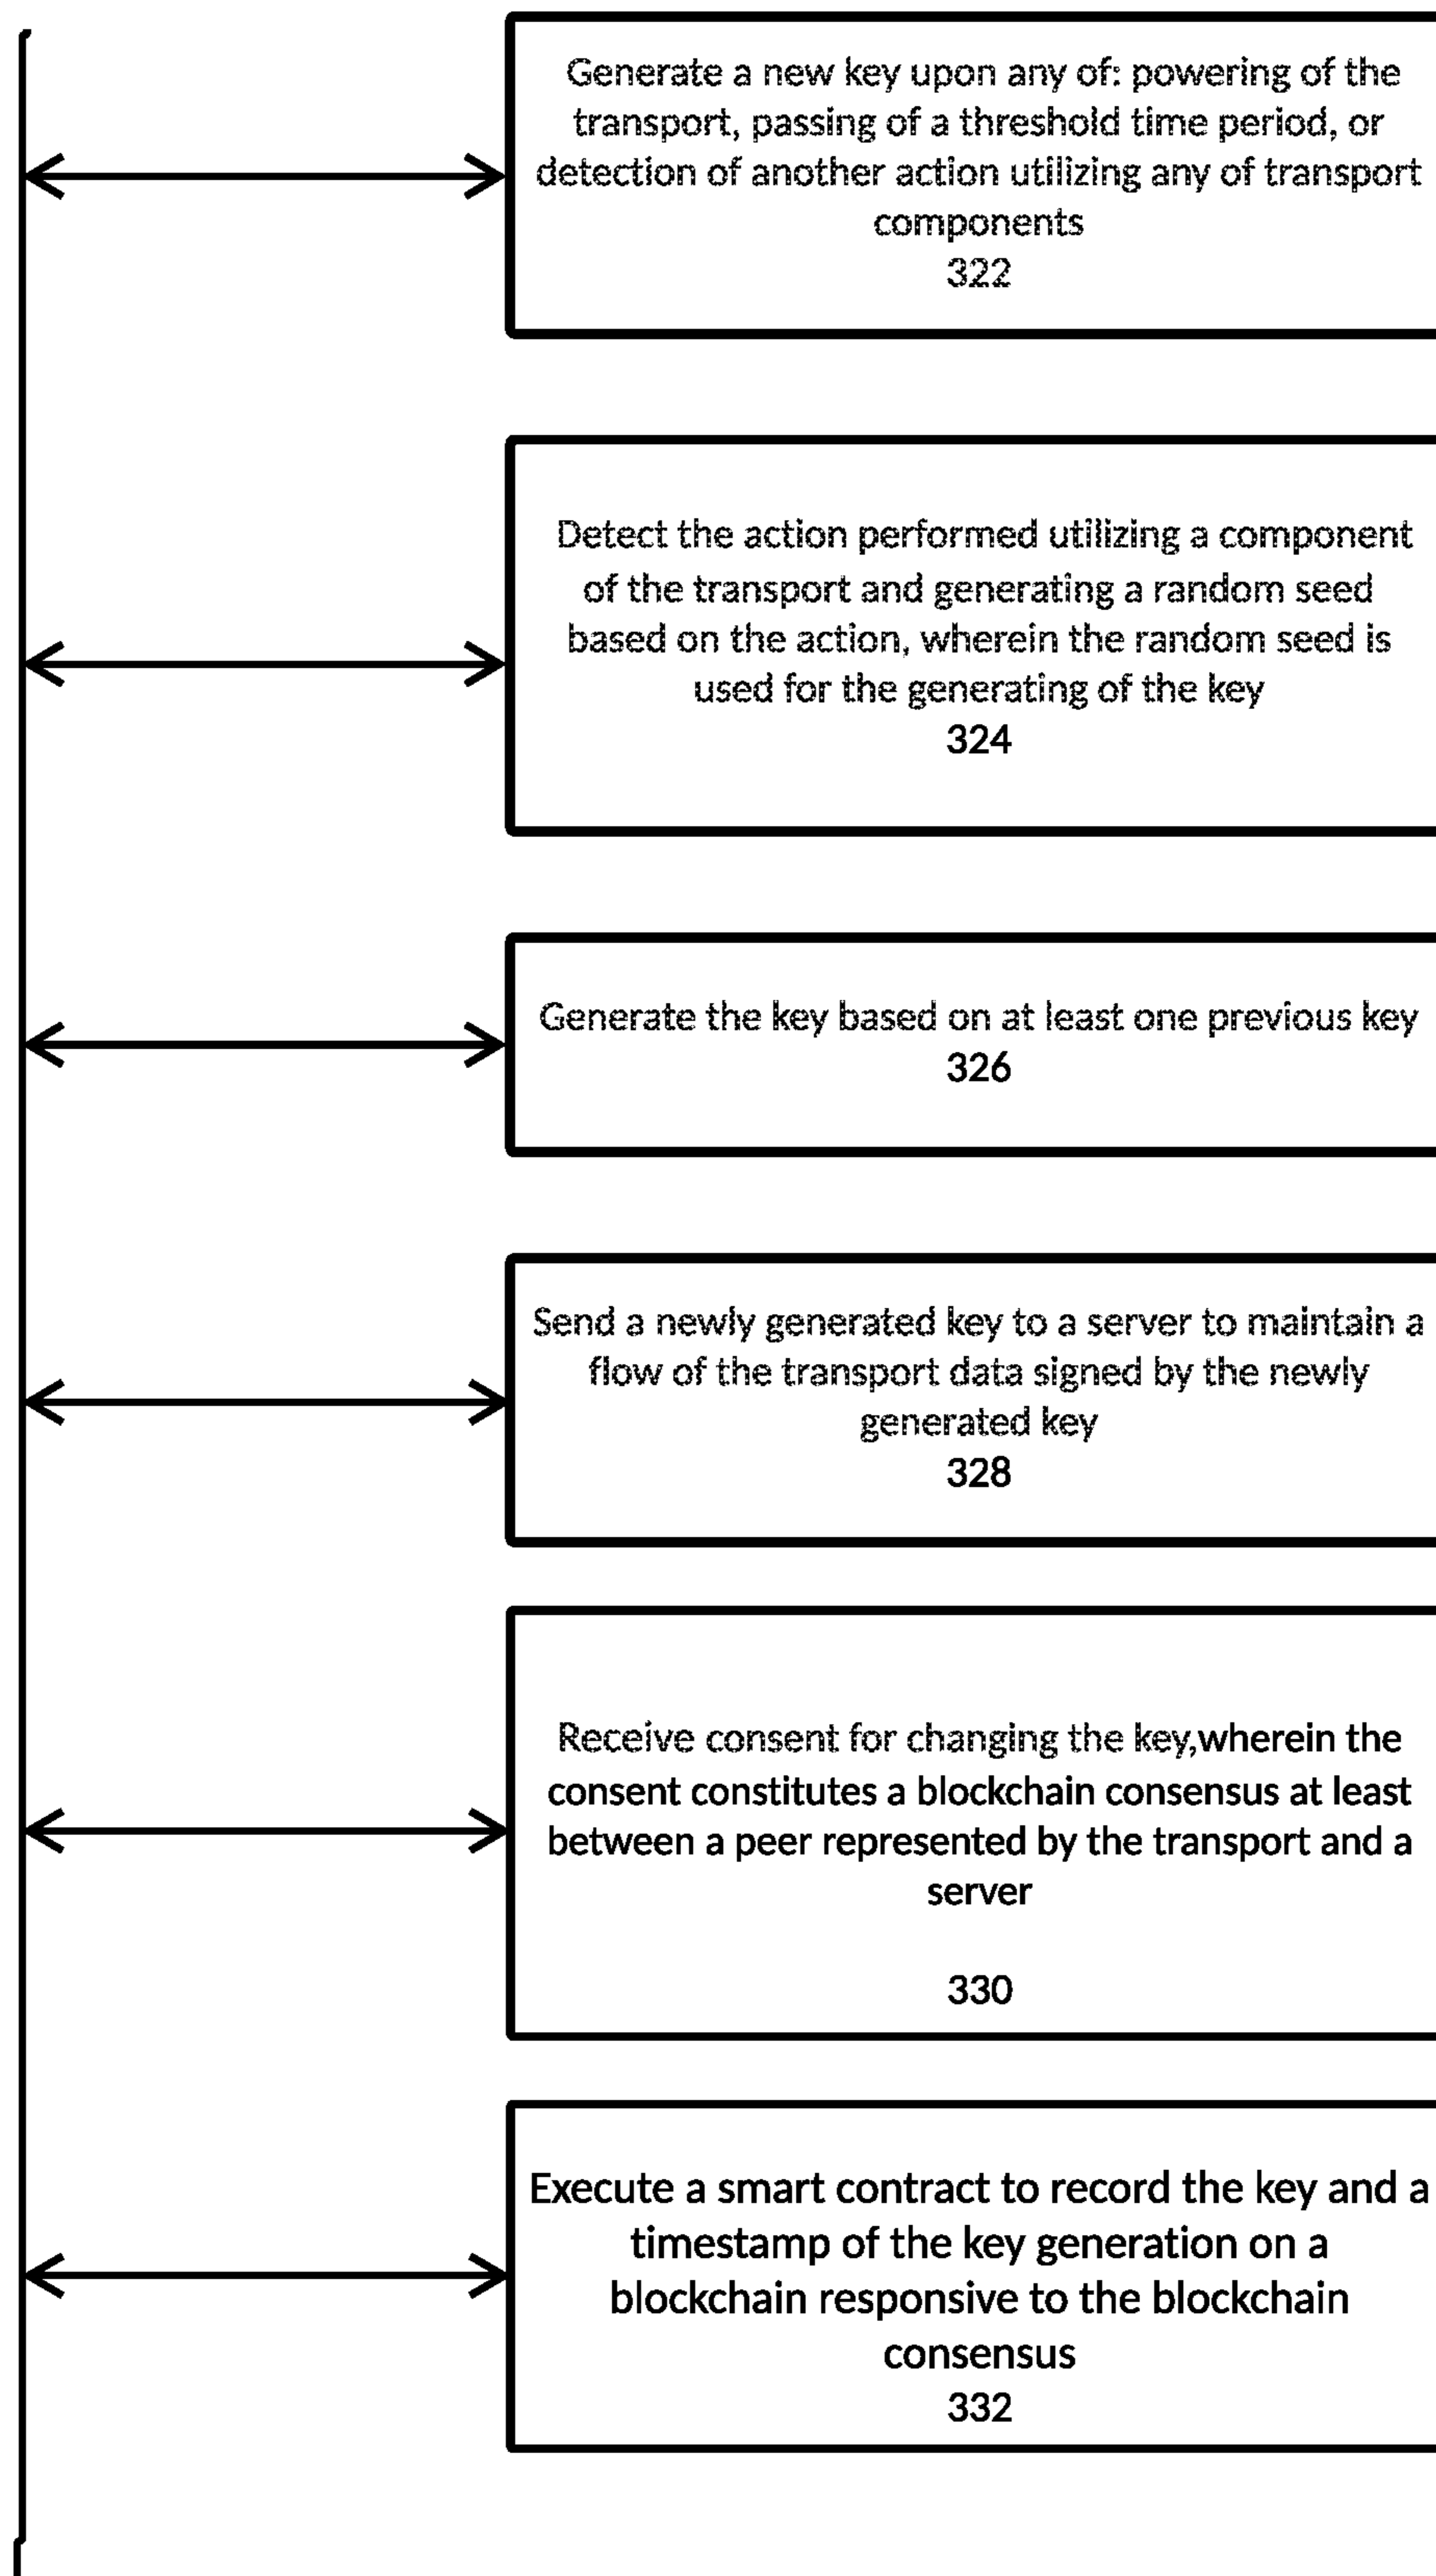 Generate a new key upon any of: powering of the
transport, passing of a threshold time period, or
detection of another action utilizing any of transport
components
322
Detect the action performed utilizing a component
of the transport and generating a random seed
based on the action, wherein the random seed is
used for the generating of the key
324
Generate the key based on at least one previous key
326
Send a newly generated key to a server to maintain a
flow of the transport data signed by the newly
generated key
328
Receive consent for changing the key,wherein the
consent constitutes a blockchain consensus at least
between a peer represented by the transport and a
server
330
Execute a smart contract to record the key and a
timestamp of the key generation on a
blockchain responsive to the blockchain
consensus
332